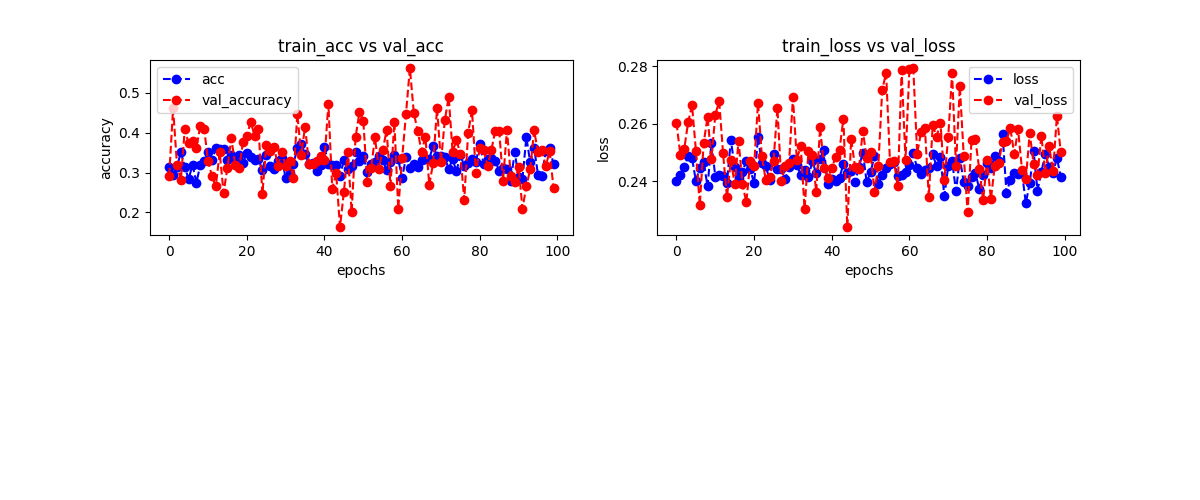 train_acc vs val_acc
acc
val_accuracy
accuracy
0.5
0.4
0.3
0.2
0
20
40
60
80
100
epochs
train_loss vs val_loss
loss
val_loss
loss
0.28
0.26
0.24
0
20
40
60
80
100
epochs